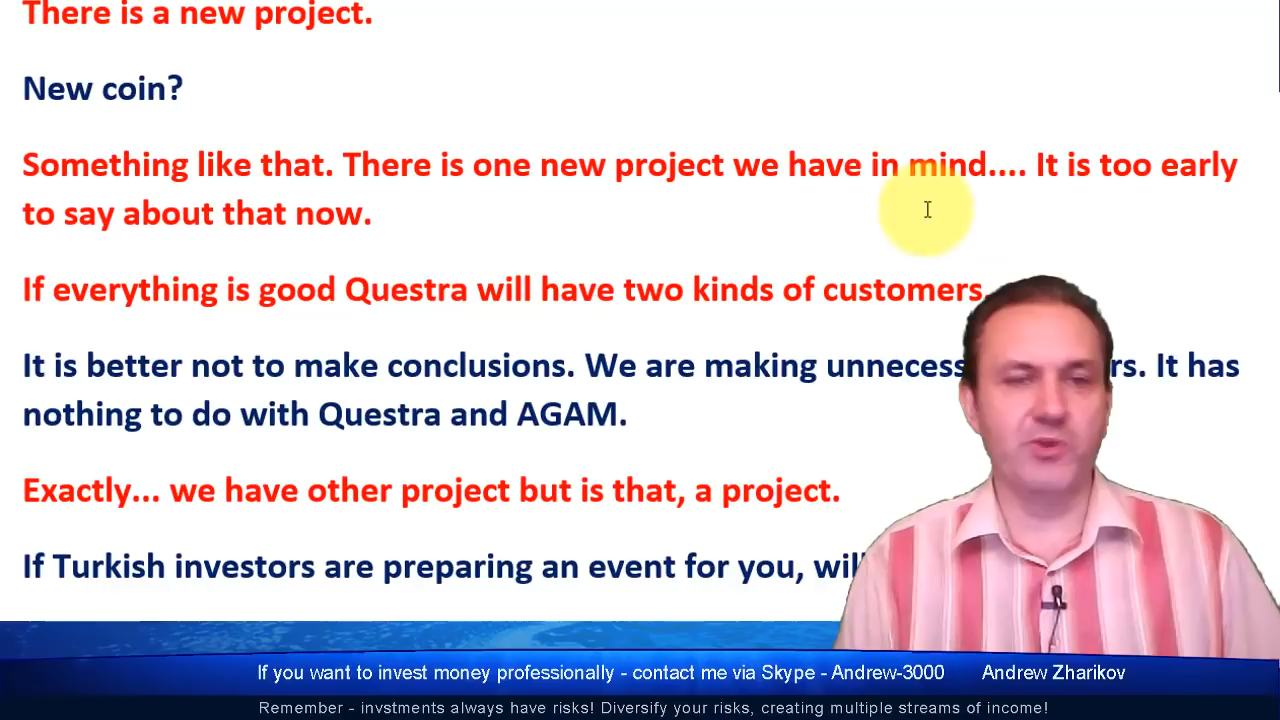 There is a new project.
New coin?
Something like that. There is one new project we have in mind.... It is too early
to say about that now.
If everything is good Questra will have two kinds of customers
It is better not to make conclusions. We are making rs. It has
nothing to do with Questra and AGAM.
Exactly... we have other project but is that, a project.
If Turkish investors are preparing an event for you,
If you want to invest money professionally - contact me via Skype - Andrew-3000 Andrew Zharikov
Remember - invstments always have risks! Diversify your risks, creating multiple streams of income!